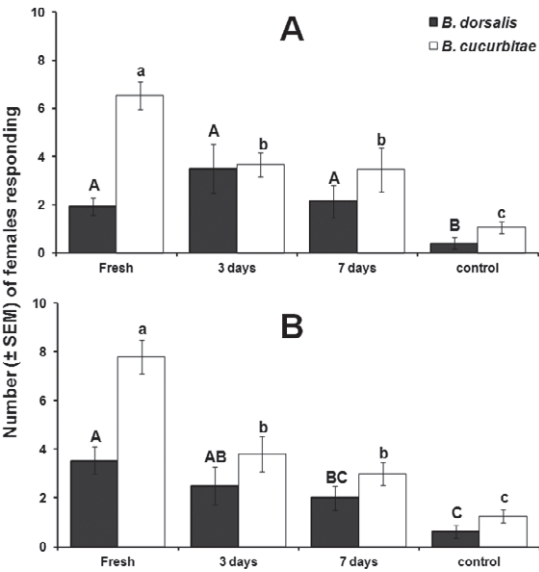 Number (± SEM) of females responding
A
B. dorsalis
B. cucurbitae
10
8
6
4
2
0
A a
A b
A b
B c
Fresh 3 days 7 days control
B
10
8
6
4
2
0
A a
AB b
BC b
C c
Fresh 3 days 7 days control